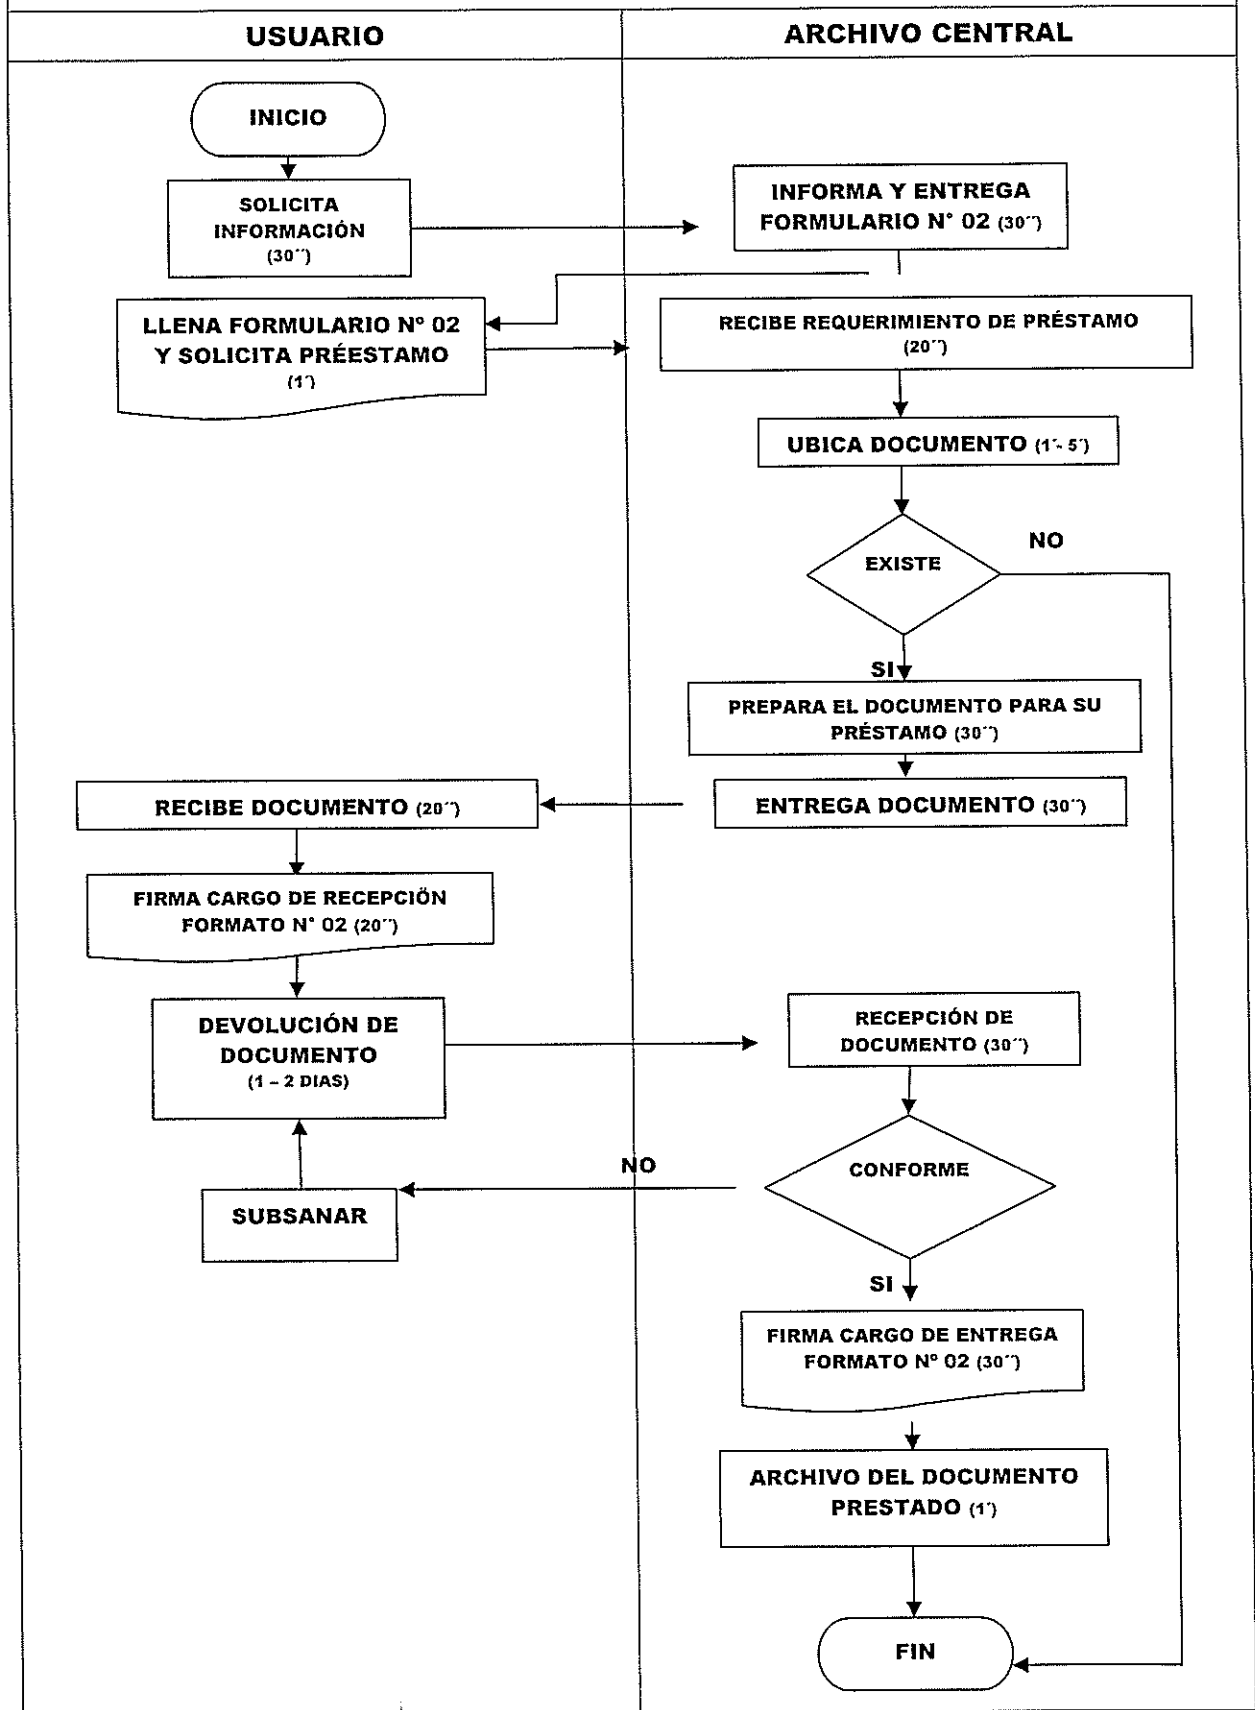 USUARIO
ARCHIVO CENTRAL
INICIO
SOLICITA
INFORMACIÓN
(30´´)
INFORMA Y ENTREGA
FORMULARIO N° 02 (30´´)
LLENA FORMULARIO Nº 02
Y SOLICITA PRÉESTAMO
(1´)
RECIBE REQUERIMIENTO DE PRÉSTAMO
(20´´)
UBICA DOCUMENTO (1´- 5´)
EXISTE
NO
SI
PREPARA EL DOCUMENTO PARA SU
PRÉSTAMO (30´´)
ENTREGA DOCUMENTO (30´´)
RECIBE DOCUMENTO (20´´)
FIRMA CARGO DE RECEPCIÖN
FORMATO N° 02 (20´´)
DEVOLUCIÓN DE
DOCUMENTO
(1 – 2 DIAS)
RECEPCIÓN DE
DOCUMENTO (30´´)
CONFORME
NO
SUBSANAR
SI
FIRMA CARGO DE ENTREGA
FORMATO Nº 02 (30´´)
ARCHIVO DEL DOCUMENTO
PRESTADO (1´)
FIN